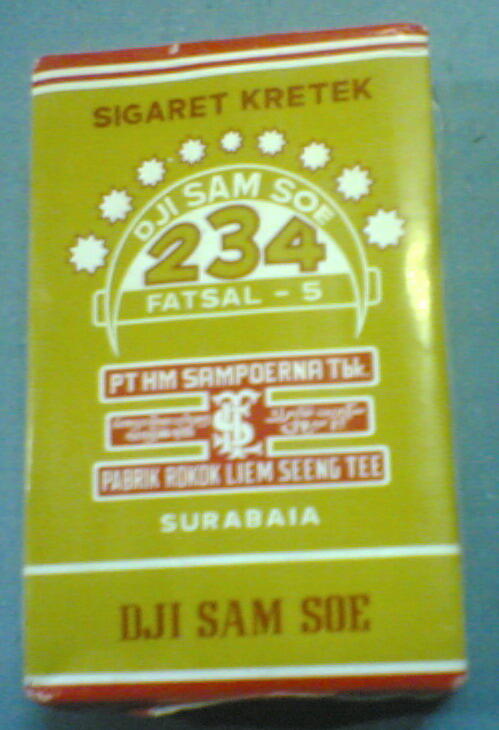 SIGARET KRETEK
DJI SAM SOE
234
FATSAL - 5
PT HM SAMPOERNA Tbk.
PABRIK ROKOK LIEM SEENG TEE
SURABAIA
DJI SAM SOE